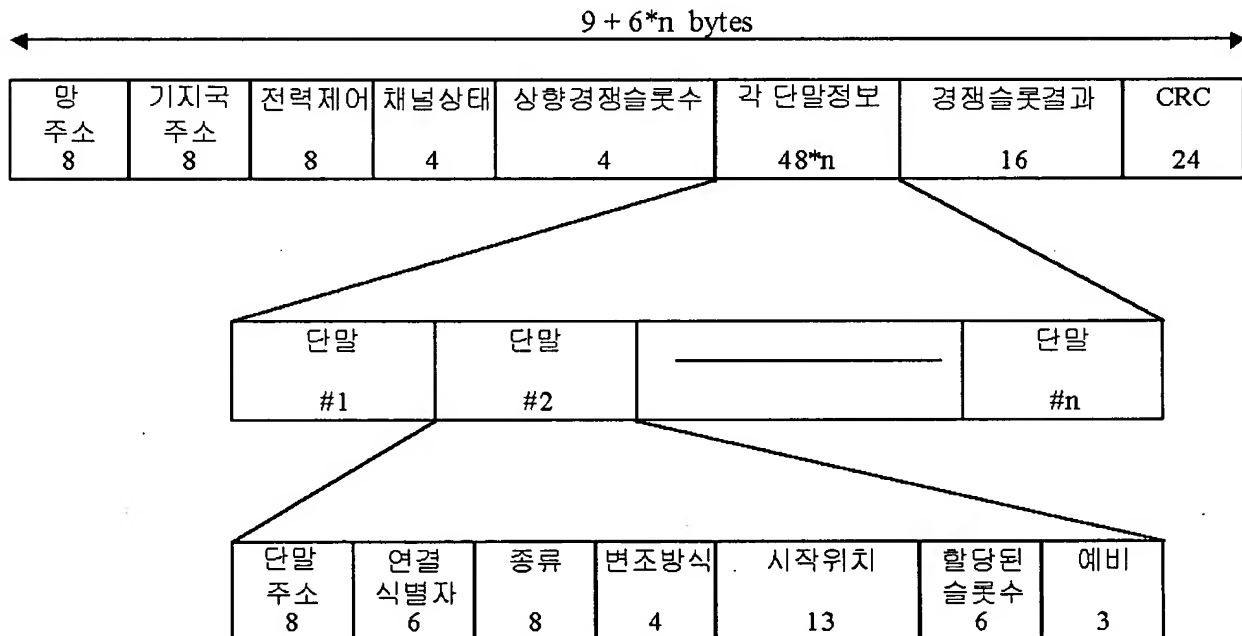 9 + 6*n bytes
망 주소 8
기지국 주소 8
전력제어 8
채널상태 4
상향경쟁슬롯수 4
각 단말정보 48*n
경쟁슬롯결과 16
CRC 24
단말 #1
단말 #2
단말 #n
단말 주소 8
연결 식별자 6
종류 8
변조방식 4
시작위치 13
할당된 슬롯수 6
예비 3